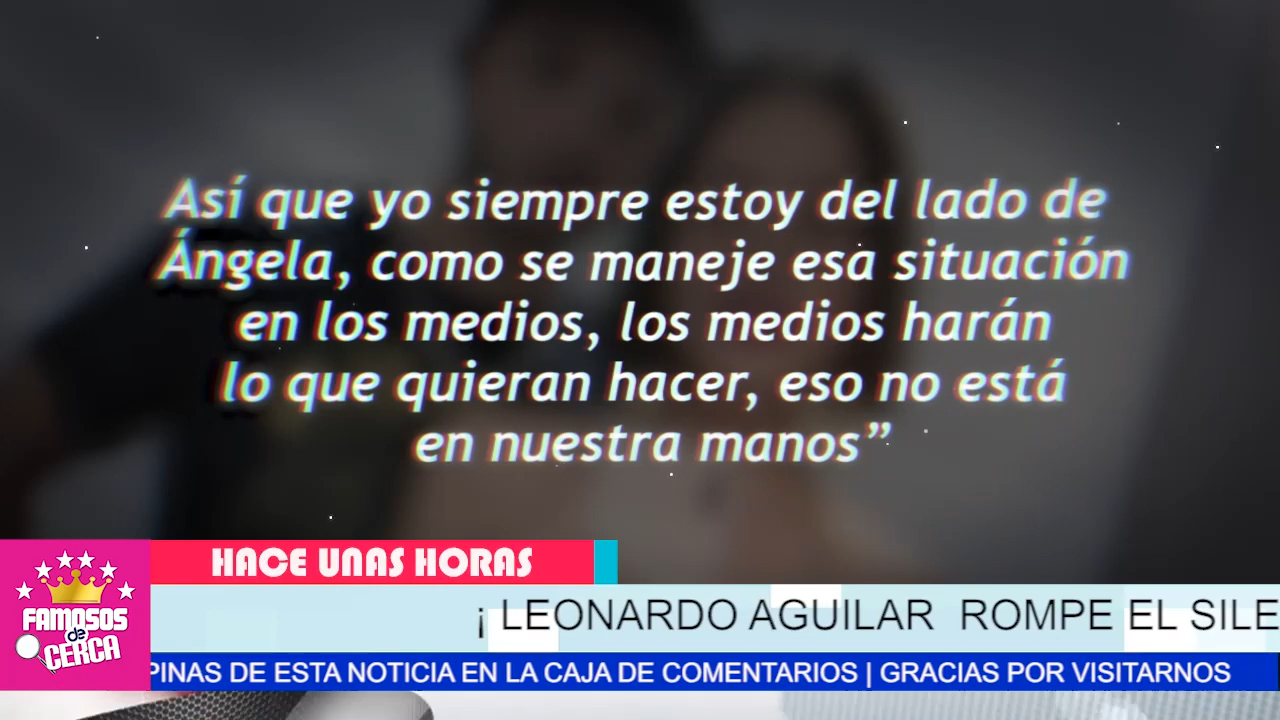 Así que yo siempre estoy del lado de
Ángela, como se maneje esa situación
en los medios, los medios harán
lo que quieran hacer, eso no está
en nuestra manos”
HACE UNAS HORAS
FAMOSOS
de
CERCA
¡ LEONARDO AGUILAR ROMPE EL SILE
PINAS DE ESTA NOTICIA EN LA CAJA DE COMENTARIOS | GRACIAS POR VISITARNOS